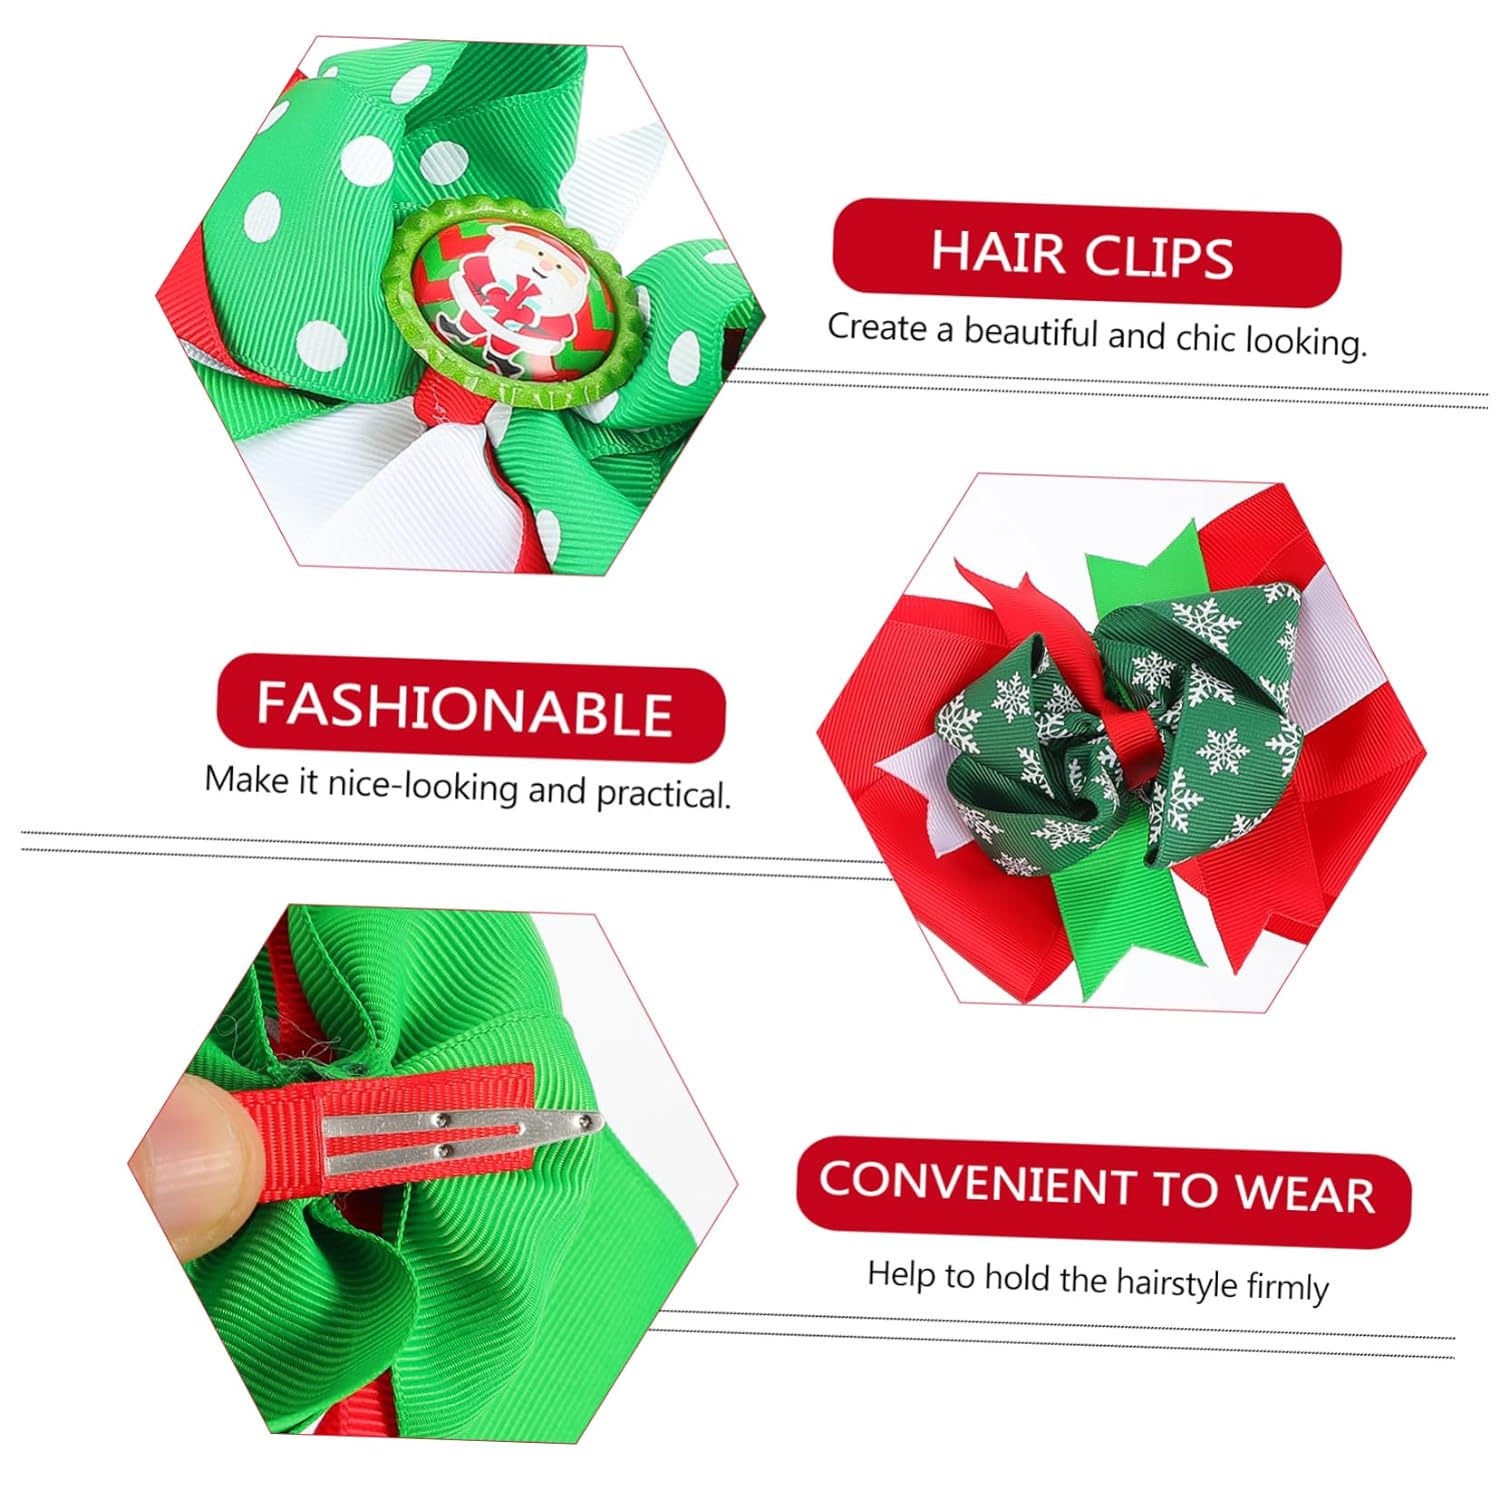 HAIR CLIPS
Create a beautiful and chic looking.
FASHIONABLE
Make it nice-looking and practical.
CONVENIENT TO WEAR
Help to hold the hairstyle firmly